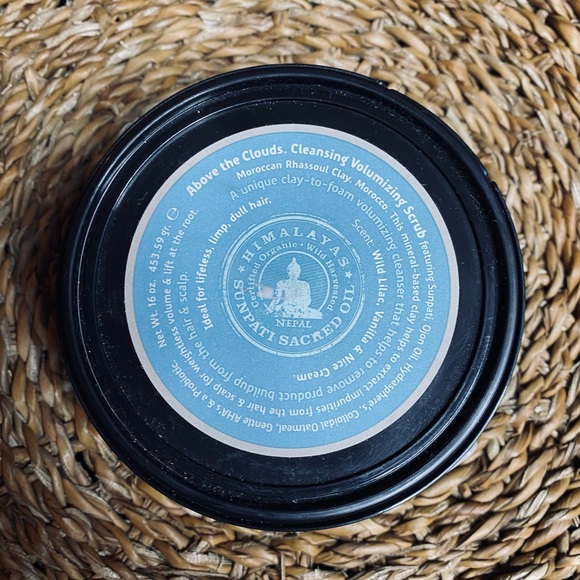 Above the Clouds. Cleansing Volumizing Scrub featuring Sunpati, Ojon Oil, Hydrasphere's, Colloidal Oatmeal, Gentle AHA's & a Probiotic.
Net Wt. 16 oz. 453.59 gr. e
Moroccan Rhassoul Clay, Morocco. This mineral-based clay helps to extract impurities from the hair & scalp for weightless volume & lift at the root.
A unique clay-to-foam volumizing cleanser that helps to remove product buildup from the hair & scalp.
Ideal for lifeless, limp, dull hair.
Scent: Wild Lilac, Vanilla & Nice Cream.
HIMALAYAS
Certified Organic • Wild Harvested
NEPAL
SUNPATI SACRED OIL